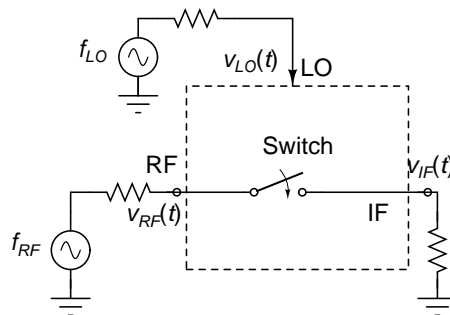 f_LO
v_LO(t)
LO
Switch
RF
v_IF(t)
v_RF(t)
IF
f_RF